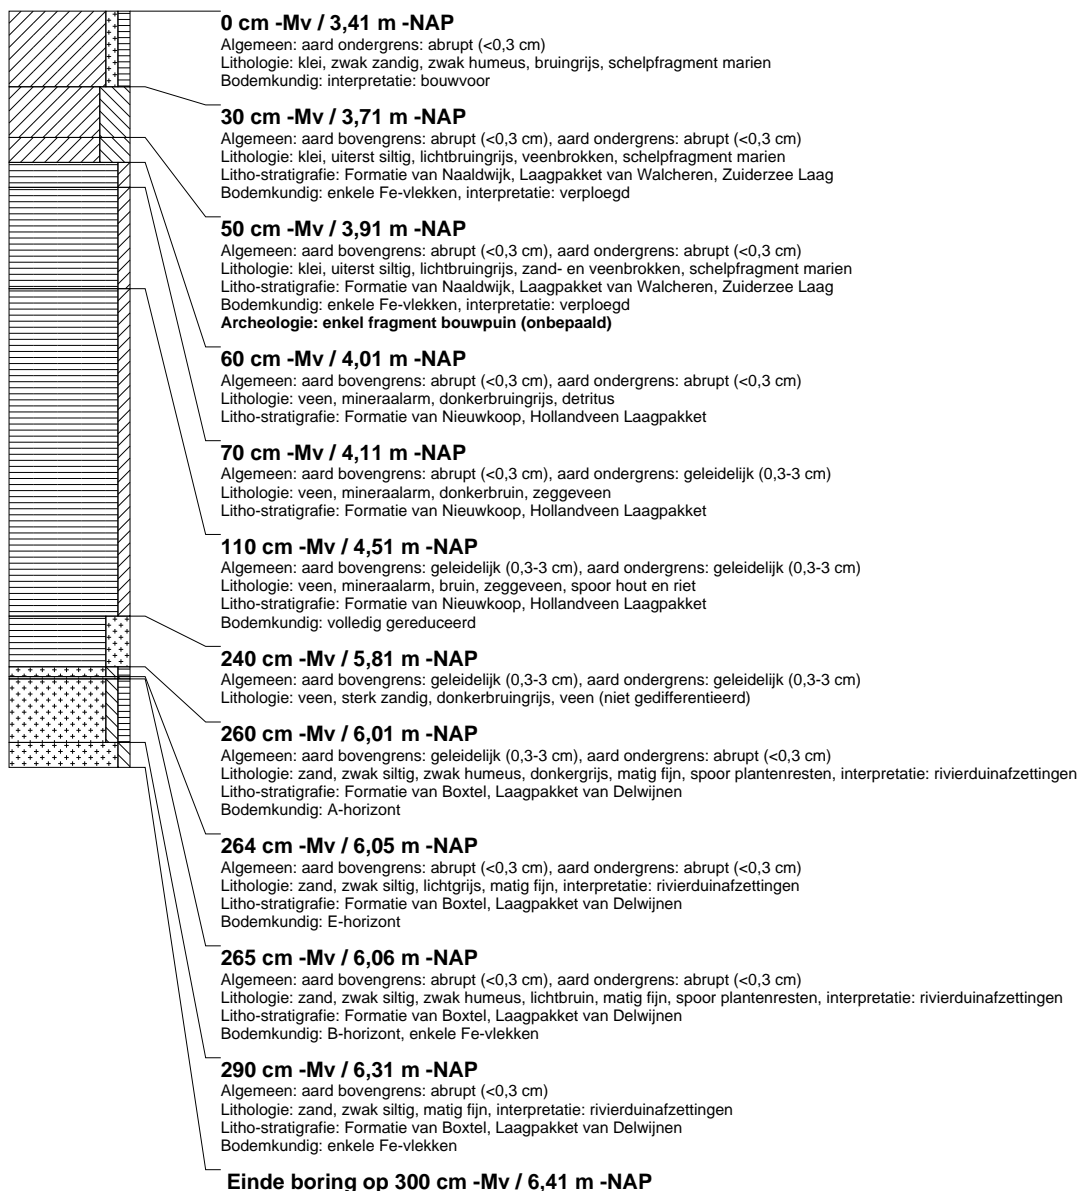 0 cm -Mv / 3,41 m -NAP
Algemeen: aard ondergrens: abrupt (<0,3 cm)
Lithologie: klei, zwak zandig, zwak humeus, bruingrijs, schelpfragment marien
Bodemkundig: interpretatie: bouwvoor
30 cm -Mv / 3,71 m -NAP
Algemeen: aard bovengrens: abrupt (<0,3 cm), aard ondergrens: abrupt (<0,3 cm)
Lithologie: klei, uiterst siltig, lichtbruingrijs, veenbrokken, schelpfragment marien
Litho-stratigrafie: Formatie van Naaldwijk, Laagpakket van Walcheren, Zuiderzee Laag
Bodemkundig: enkele Fe-vlekken, interpretatie: verploegd
50 cm -Mv / 3,91 m -NAP
Algemeen: aard bovengrens: abrupt (<0,3 cm), aard ondergrens: abrupt (<0,3 cm)
Lithologie: klei, uiterst siltig, lichtbruingrijs, zand- en veenbrokken, schelpfragment marien
Litho-stratigrafie: Formatie van Naaldwijk, Laagpakket van Walcheren, Zuiderzee Laag
Bodemkundig: enkele Fe-vlekken, interpretatie: verploegd
Archeologie: enkel fragment bouwpuin (onbepaald)
60 cm -Mv / 4,01 m -NAP
Algemeen: aard bovengrens: abrupt (<0,3 cm), aard ondergrens: abrupt (<0,3 cm)
Lithologie: veen, mineraalarm, donkerbruingrijs, detritus
Litho-stratigrafie: Formatie van Nieuwkoop, Hollandveen Laagpakket
70 cm -Mv / 4,11 m -NAP
Algemeen: aard bovengrens: abrupt (<0,3 cm), aard ondergrens: geleidelijk (0,3-3 cm)
Lithologie: veen, mineraalarm, donkerbruin, zeggeveen
Litho-stratigrafie: Formatie van Nieuwkoop, Hollandveen Laagpakket
110 cm -Mv / 4,51 m -NAP
Algemeen: aard bovengrens: geleidelijk (0,3-3 cm), aard ondergrens: geleidelijk (0,3-3 cm)
Lithologie: veen, mineraalarm, bruin, zeggeveen, spoor hout en riet
Litho-stratigrafie: Formatie van Nieuwkoop, Hollandveen Laagpakket
Bodemkundig: volledig gereduceerd
240 cm -Mv / 5,81 m -NAP
Algemeen: aard bovengrens: geleidelijk (0,3-3 cm), aard ondergrens: geleidelijk (0,3-3 cm)
Lithologie: veen, sterk zandig, donkerbruingrijs, veen (niet gedifferentieerd)
260 cm -Mv / 6,01 m -NAP
Algemeen: aard bovengrens: geleidelijk (0,3-3 cm), aard ondergrens: abrupt (<0,3 cm)
Lithologie: zand, zwak siltig, zwak humeus, donkergrijs, matig fijn, spoor plantenresten, interpretatie: rivierduinafzettingen
Litho-stratigrafie: Formatie van Boxtel, Laagpakket van Delwijnen
Bodemkundig: A-horizont
264 cm -Mv / 6,05 m -NAP
Algemeen: aard bovengrens: abrupt (<0,3 cm), aard ondergrens: abrupt (<0,3 cm)
Lithologie: zand, zwak siltig, lichtgrijs, matig fijn, interpretatie: rivierduinafzettingen
Litho-stratigrafie: Formatie van Boxtel, Laagpakket van Delwijnen
Bodemkundig: E-horizont
265 cm -Mv / 6,06 m -NAP
Algemeen: aard bovengrens: abrupt (<0,3 cm), aard ondergrens: abrupt (<0,3 cm)
Lithologie: zand, zwak siltig, zwak humeus, lichtbruin, matig fijn, spoor plantenresten, interpretatie: rivierduinafzettingen
Litho-stratigrafie: Formatie van Boxtel, Laagpakket van Delwijnen
Bodemkundig: B-horizont, enkele Fe-vlekken
290 cm -Mv / 6,31 m -NAP
Algemeen: aard bovengrens: abrupt (<0,3 cm)
Lithologie: zand, zwak siltig, matig fijn, interpretatie: rivierduinafzettingen
Litho-stratigrafie: Formatie van Boxtel, Laagpakket van Delwijnen
Bodemkundig: enkele Fe-vlekken
Einde boring op 300 cm -Mv / 6,41 m -NAP